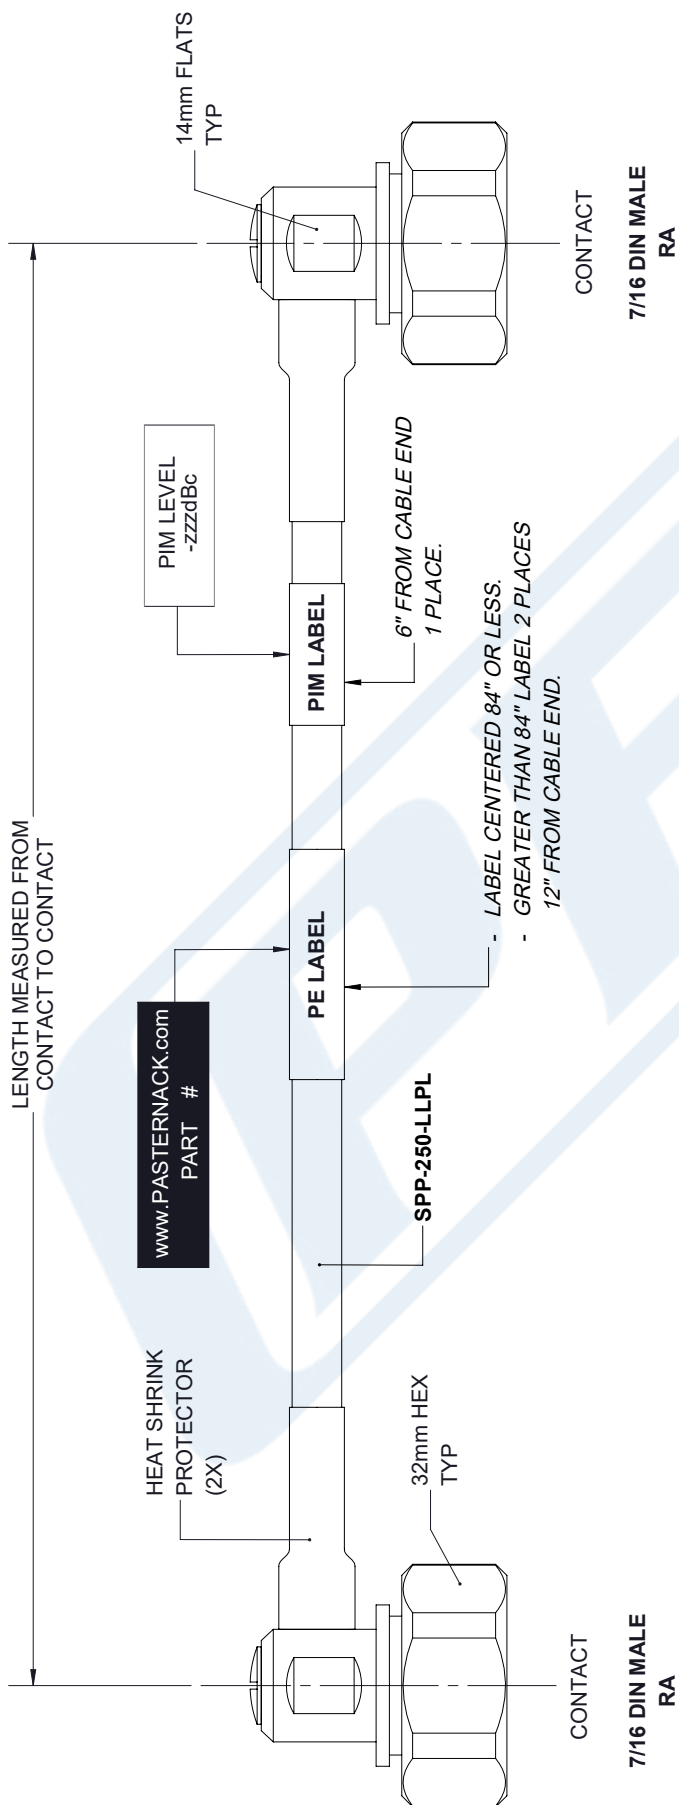 LENGTH MEASURED FROM
CONTACT TO CONTACT
HEAT SHRINK
PROTECTOR
(2X)
www.PASTERNACK.com
PART #
PIM LEVEL
-zzzdBc
14mm FLATS
TYP
PE LABEL
PIM LABEL
32mm HEX
TYP
SPP-250-LLPL
- LABEL CENTERED 84" OR LESS.
- GREATER THAN 84" LABEL 2 PLACES
12" FROM CABLE END.
6" FROM CABLE END
1 PLACE.
CONTACT
7/16 DIN MALE
RA
CONTACT
7/16 DIN MALE
RA